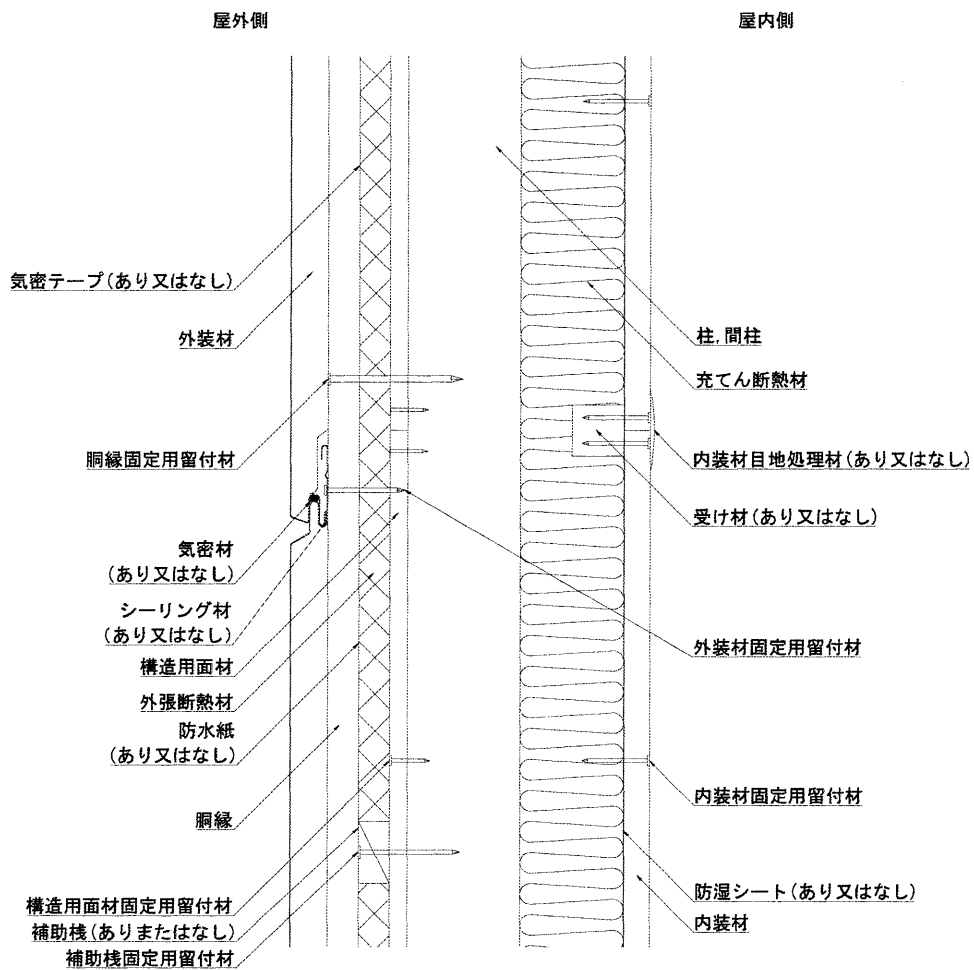 屋外側
屋内側
気密テープ(あり又はなし)
外装材
胴縁固定用留付材
気密材
(あり又はなし)
シーリング材
(あり又はなし)
構造用面材
外張断熱材
防水紙
(あり又はなし)
胴縁
構造用面材固定用留付材
補助桟(ありまたはなし)
補助桟固定用留付材
柱,間柱
充てん断熱材
内装材目地処理材(あり又はなし)
受け材(あり又はなし)
外装材固定用留付材
内装材固定用留付材
防湿シート(あり又はなし)
内装材